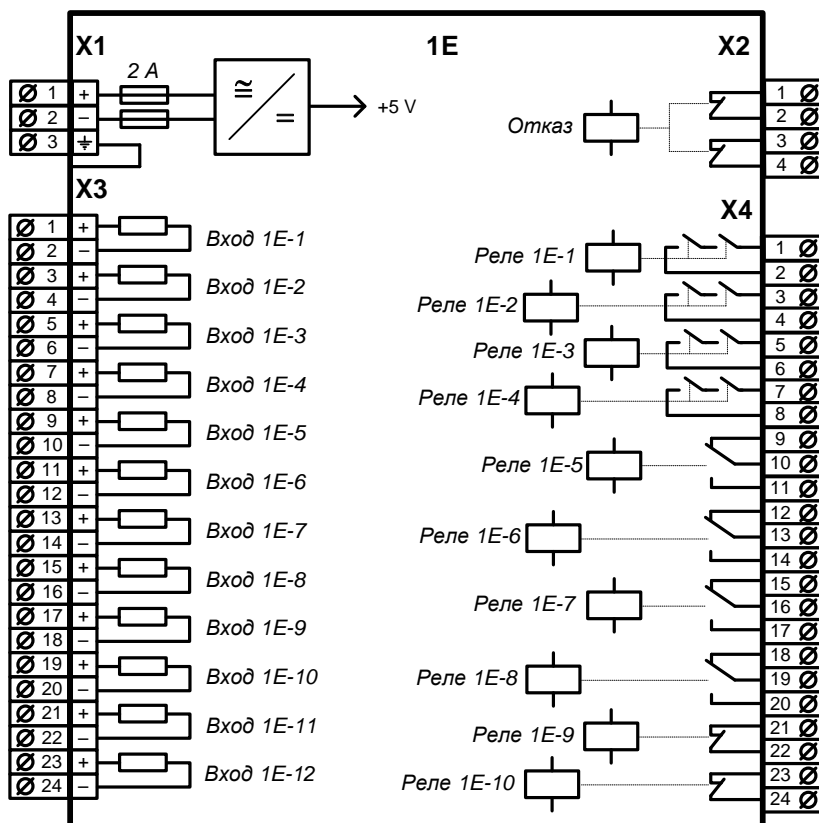 X1 1E X2
2 A
1 +
2 –
3
≅
=
+5 V
Отказ
1
2
3
4
X3
1 + Вход 1E-1
2 –
3 + Вход 1E-2
4 –
5 + Вход 1E-3
6 –
7 + Вход 1E-4
8 –
9 + Вход 1E-5
10 –
11 + Вход 1E-6
12 –
13 + Вход 1E-7
14 –
15 + Вход 1E-8
16 –
17 + Вход 1E-9
18 –
19 + Вход 1E-10
20 –
21 + Вход 1E-11
22 –
23 + Вход 1E-12
24 –
X4
Реле 1E-1 1
2
Реле 1E-2 3
4
Реле 1E-3 5
6
Реле 1E-4 7
8
9
Реле 1E-5 10
11
12
Реле 1E-6 13
14
15
Реле 1E-7 16
17
18
Реле 1E-8 19
20
Реле 1E-9 21
22
Реле 1E-10 23
24